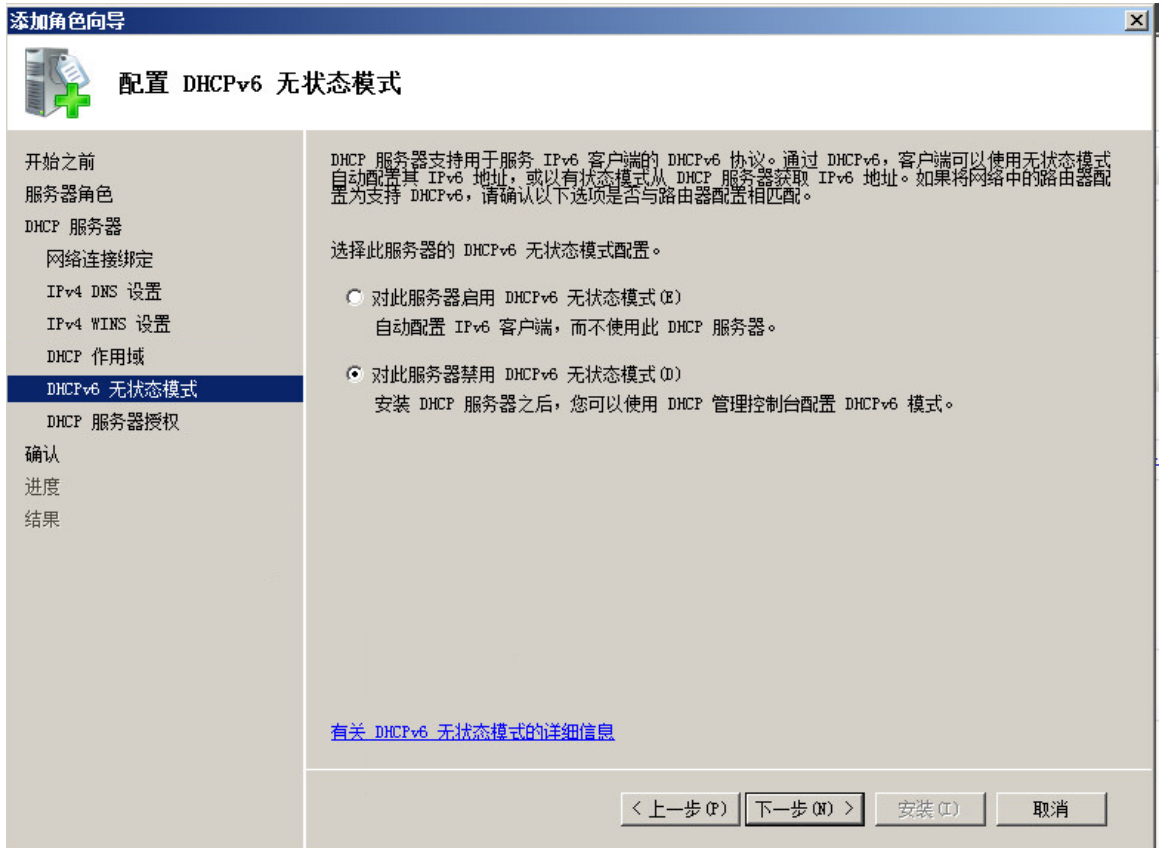 添加角色向导
配置 DHCPv6 无状态模式
开始之前
服务器角色
DHCP 服务器
网络连接绑定
IPv4 DNS 设置
IPv4 WINS 设置
DHCP 作用域
DHCPv6 无状态模式
DHCP 服务器授权
确认
进度
结果
DHCP 服务器支持用于服务 IPv6 客户端的 DHCPv6 协议。通过 DHCPv6，客户端可以使用无状态模式
自动配置其 IPv6 地址，或以有状态模式从 DHCP 服务器获取 IPv6 地址。如果将网络中的路由器配
置为支持 DHCPv6，请确认以下选项是否与路由器配置相匹配。
选择此服务器的 DHCPv6 无状态模式配置。
对此服务器启用 DHCPv6 无状态模式(E)
自动配置 IPv6 客户端，而不使用此 DHCP 服务器。
对此服务器禁用 DHCPv6 无状态模式(D)
安装 DHCP 服务器之后，您可以使用 DHCP 管理控制台配置 DHCPv6 模式。
有关 DHCPv6 无状态模式的详细信息
< 上一步(P) 下一步(N) > 安装(I) 取消